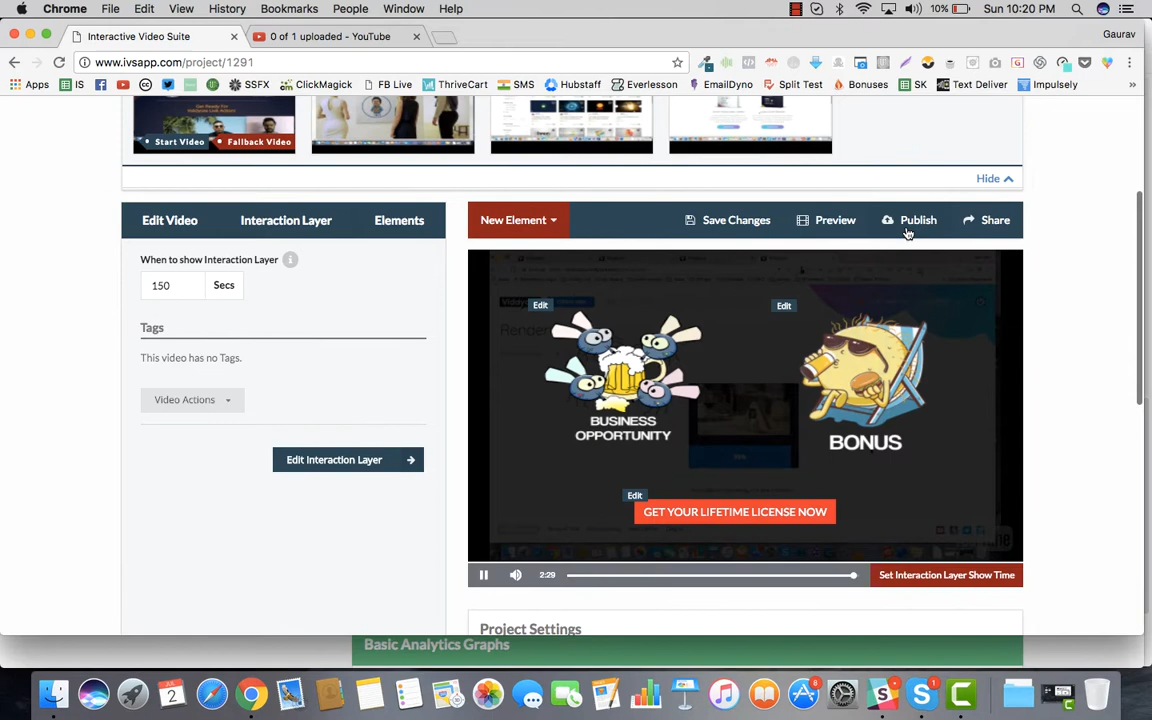 Chrome File Edit View History Bookmarks People Window Help 10% Sun 10:20 PM
Interactive Video Suite 0 of 1 uploaded - YouTube Gaurav
www.ivsapp.com/project/1291
Apps IS CC SSFX ClickMagick FB Live ThriveCart SMS Hubstaff Everlesson EmailDyno Split Test Bonuses SK Text Deliver Impulsely
Start Video Fallback Video
Hide
Edit Video Interaction Layer Elements New Element Save Changes Preview Publish Share
When to show Interaction Layer
150 Secs
Tags
This video has no Tags.
Video Actions
Edit Interaction Layer
Edit Edit
BUSINESS
OPPORTUNITY
BONUS
Edit
GET YOUR LIFETIME LICENSE NOW
2:29 Set Interaction Layer Show Time
Project Settings
Basic Analytics Graphs